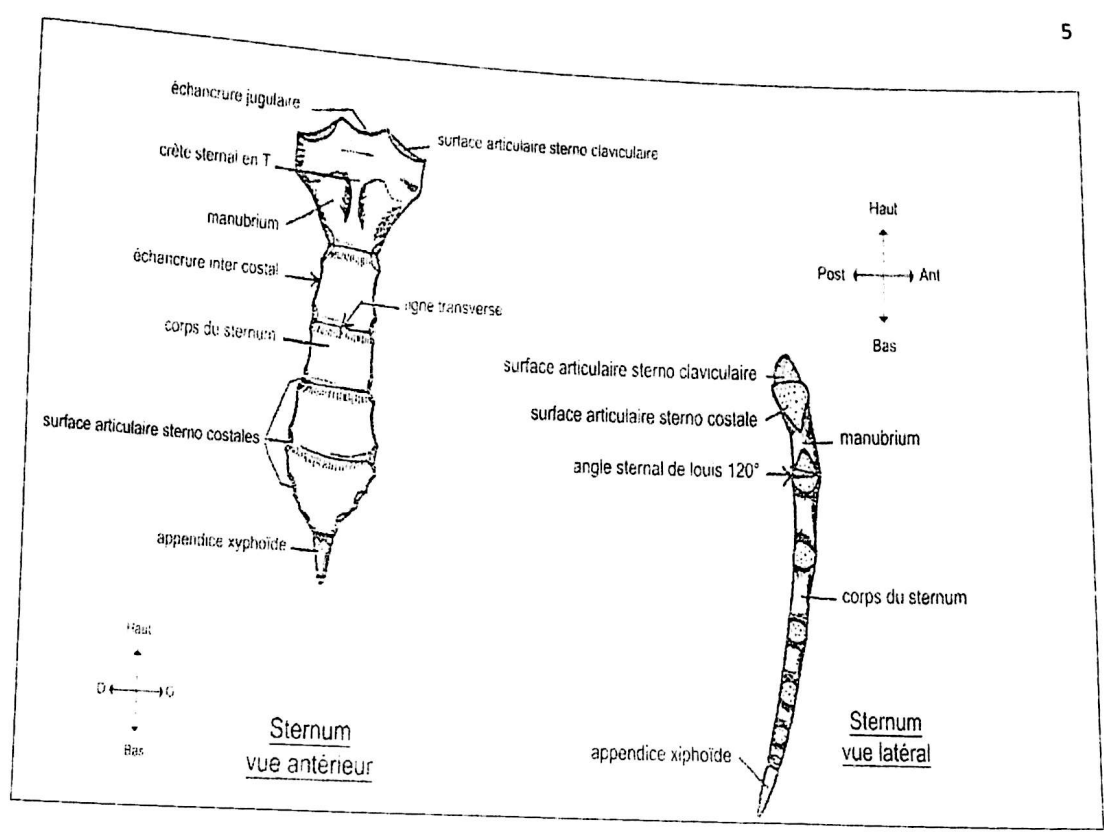 5
échancrure jugulaire
surface articulaire sterno claviculaire
crête sternal en T
manubrium
échancrure inter costal
ligne transverse
corps du sternum
surface articulaire sterno costales
appendice xyphoïde
Haut
D G
Bas
Sternum
vue antérieur
Haut
Post Ant
Bas
surface articulaire sterno claviculaire
surface articulaire sterno costale
manubrium
angle sternal de louis 120°
corps du sternum
appendice xiphoïde
Sternum
vue latéral